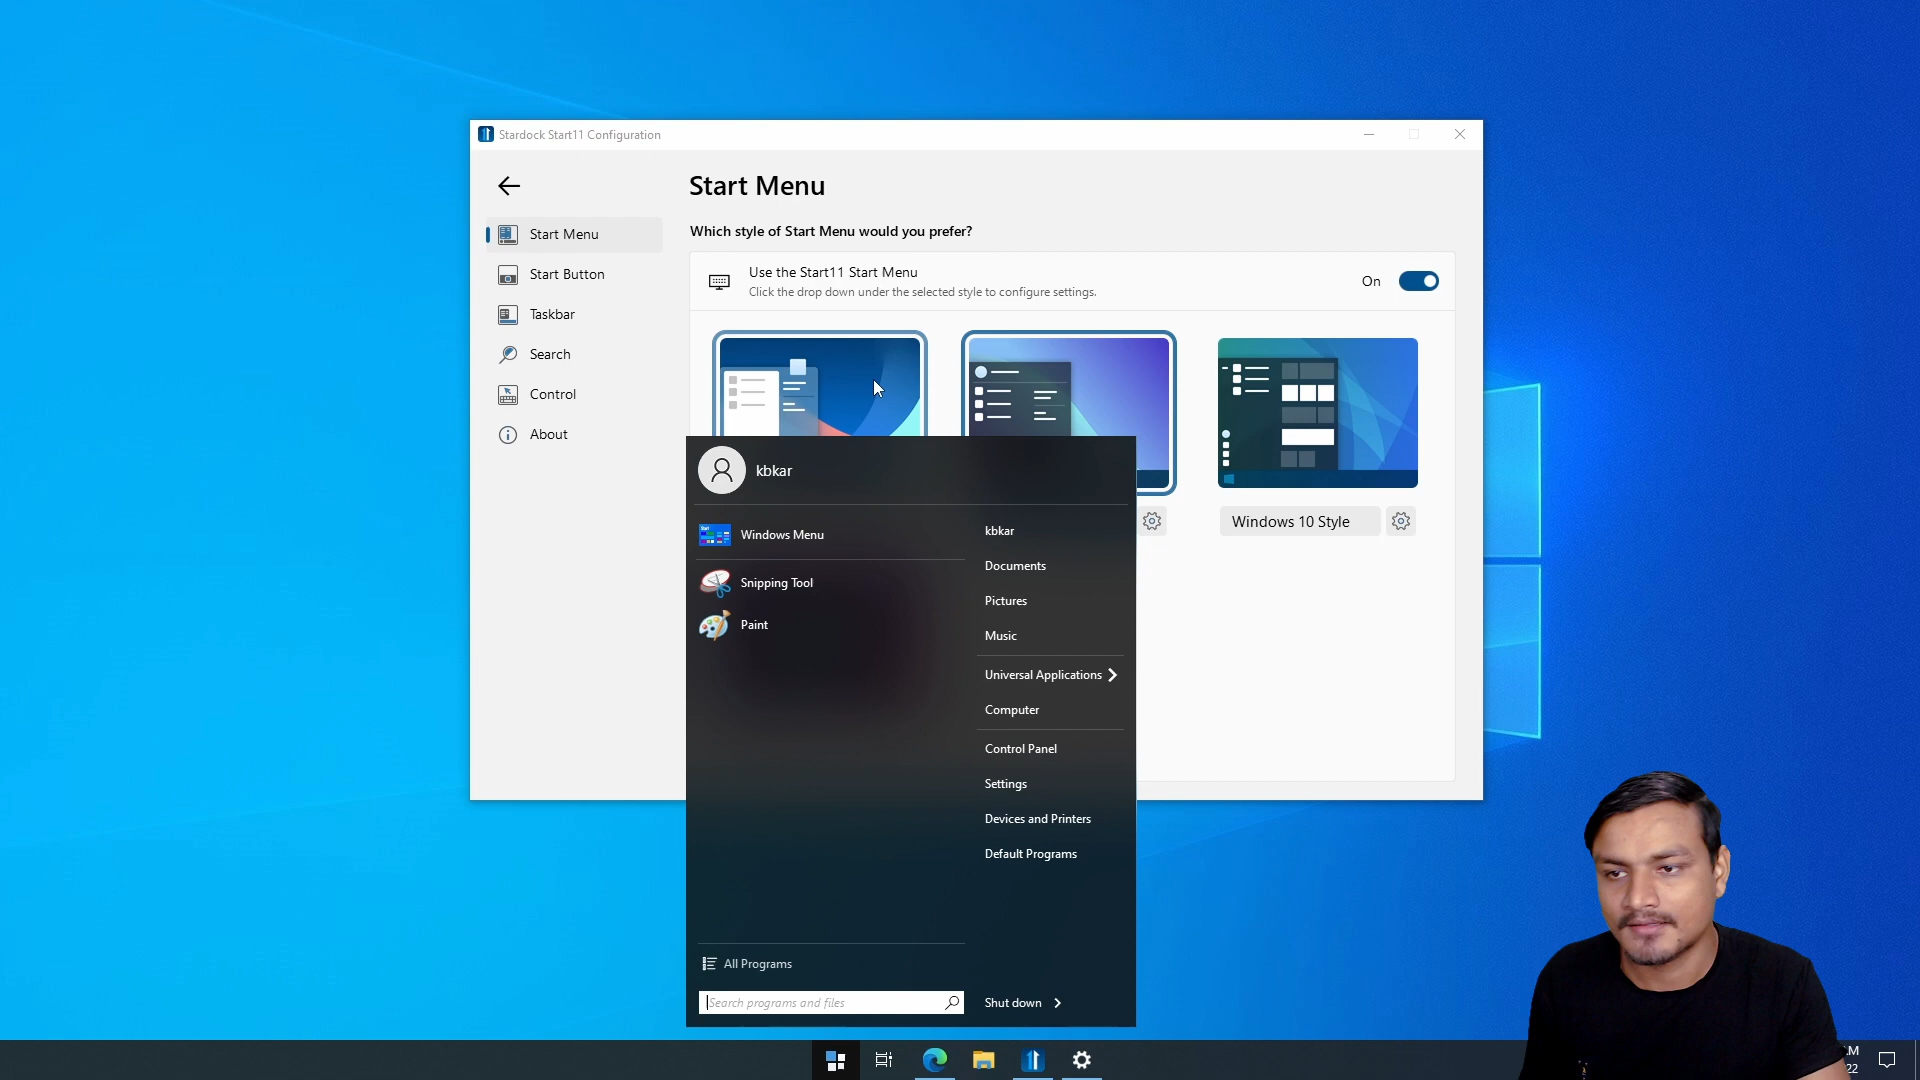 Stardock Start11 Configuration
Start Menu
Start Button
Taskbar
Search
Control
About
Start Menu
Which style of Start Menu would you prefer?
Use the Start11 Start Menu
Click the drop down under the selected style to configure settings.
On
Windows 10 Style
kbkar
Windows Menu
Snipping Tool
Paint
kbkar
Documents
Pictures
Music
Universal Applications
Computer
Control Panel
Settings
Devices and Printers
Default Programs
All Programs
Search programs and files
Shut down
M
22